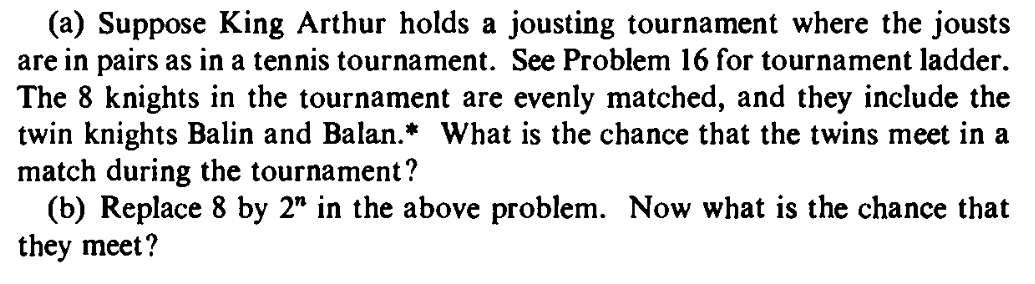 (a) Suppose King Arthur holds a jousting tournament where the jousts
are in pairs as in a tennis tournament. See Problem 16 for tournament ladder.
The 8 knights in the tournament are evenly matched, and they include the
twin knights Balin and Balan.* What is the chance that the twins meet in a
match during the tournament?
(b) Replace 8 by 2ⁿ in the above problem. Now what is the chance that
they meet?